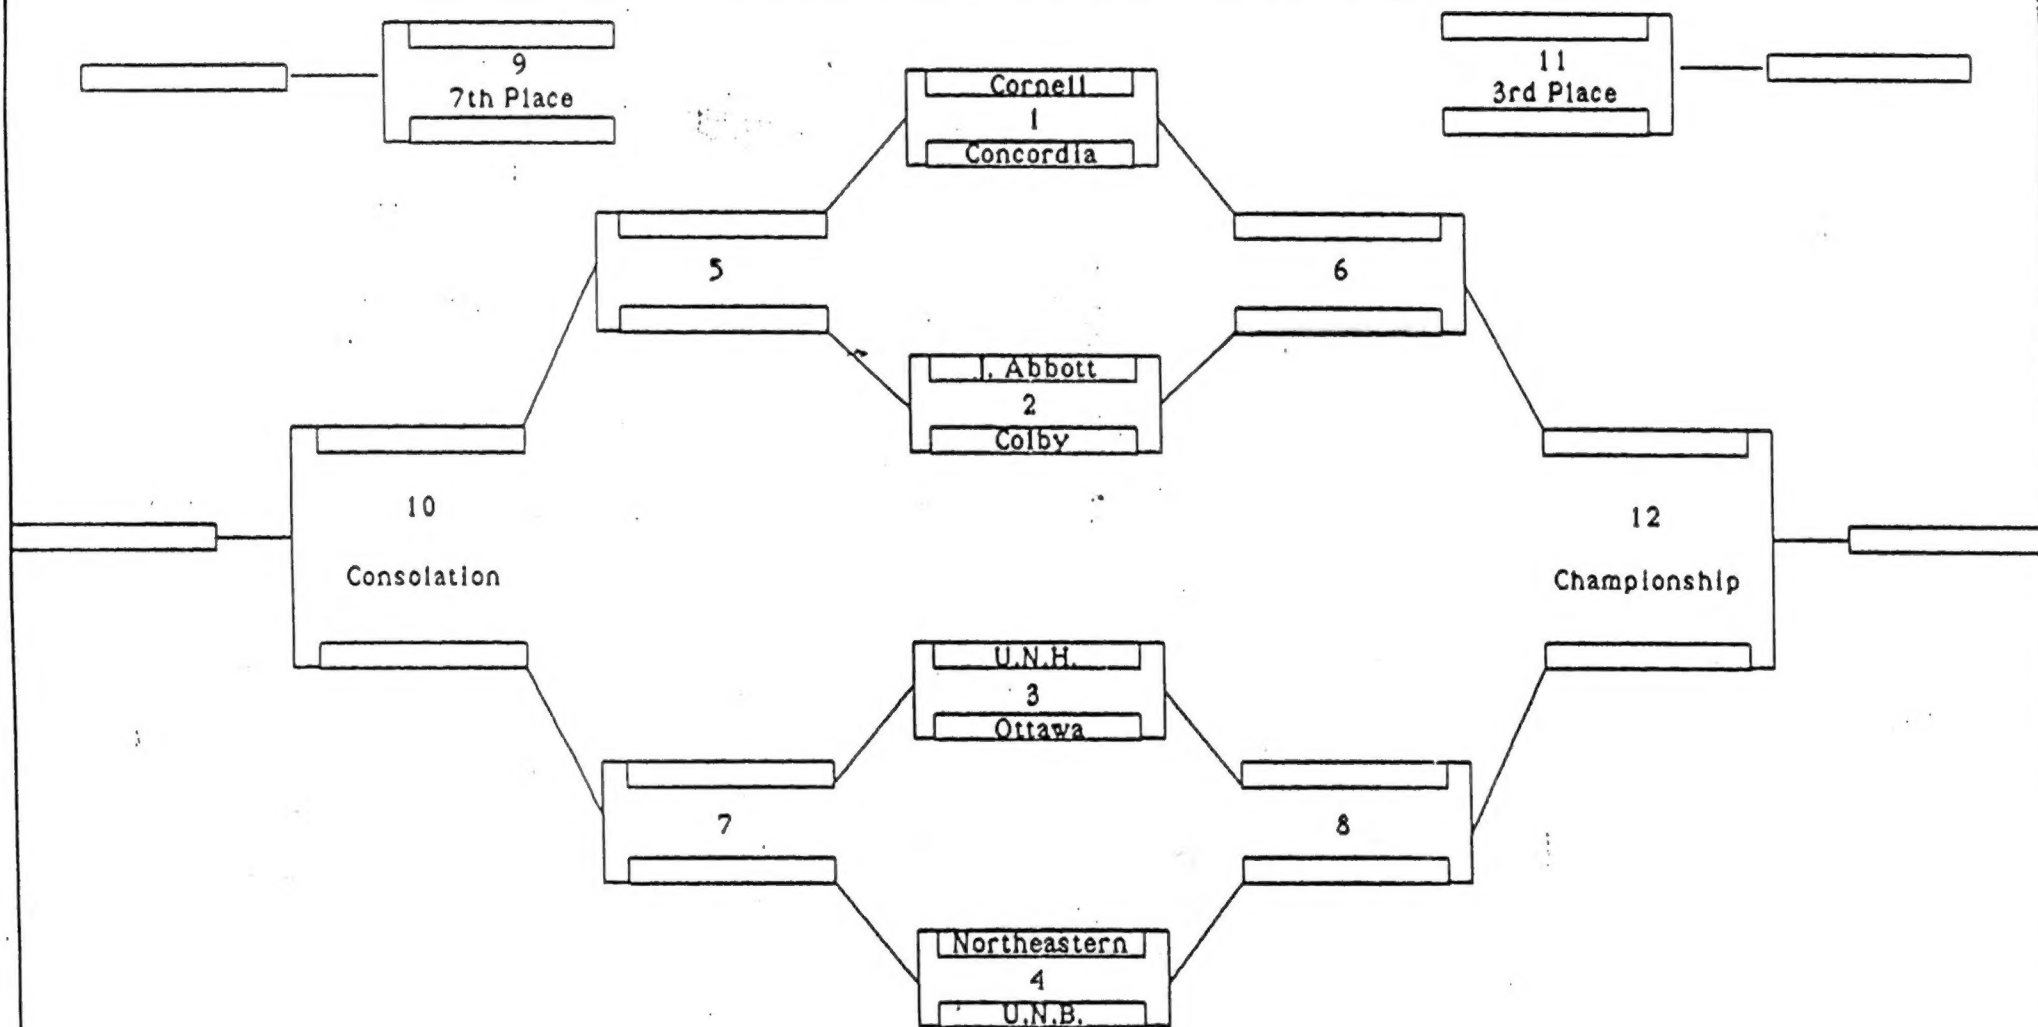 9
7th Place
11
3rd Place
Cornell
1
Concordia
5
6
J. Abbott
2
Colby
10
Consolation
12
Championship
U.N.H.
3
Ottawa
7
8
Northeastern
4
U.N.B.